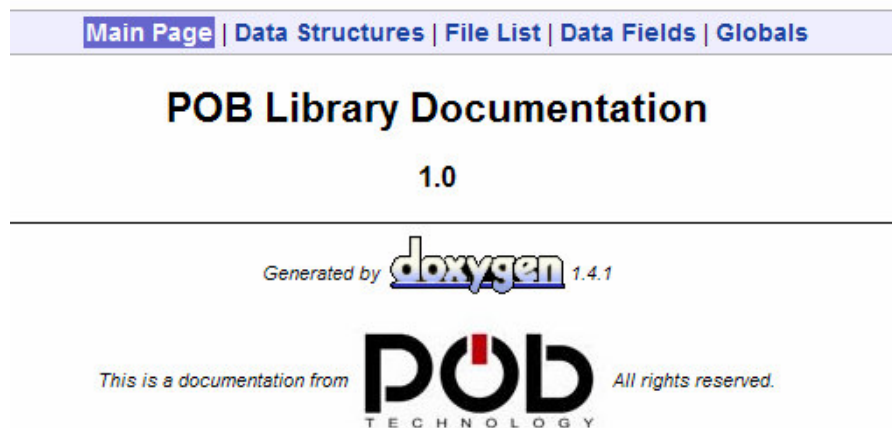 Main Page | Data Structures | File List | Data Fields | Globals
POB Library Documentation
1.0
Generated by doxygen 1.4.1
This is a documentation from POB All rights reserved.
TECHNOLOGY